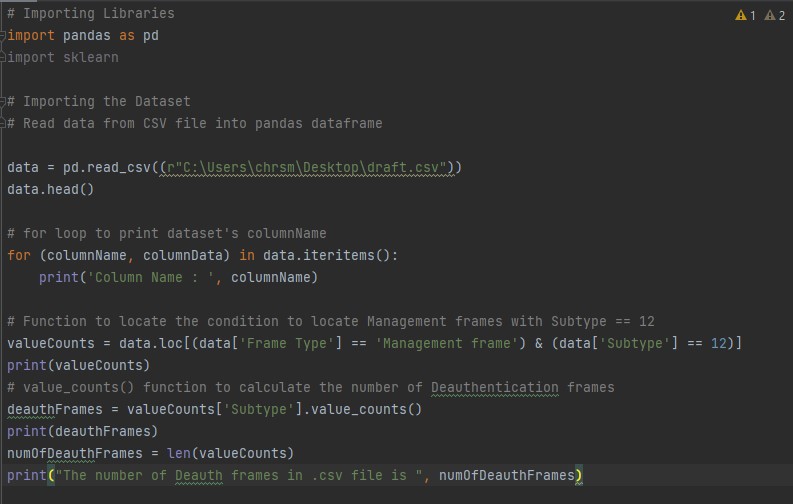 # Importing Libraries
import pandas as pd
import sklearn
# Importing the Dataset
# Read data from CSV file into pandas dataframe
data = pd.read_csv((r"C:\Users\chrsm\Desktop\draft.csv"))
data.head()
# for loop to print dataset's columnName
for (columnName, columnData) in data.iteritems():
    print('Column Name : ', columnName)
# Function to locate the condition to locate Management frames with Subtype == 12
valueCounts = data.loc[(data['Frame Type'] == 'Management frame') & (data['Subtype'] == 12)]
print(valueCounts)
# value_counts() function to calculate the number of Deauthentication frames
deauthFrames = valueCounts['Subtype'].value_counts()
print(deauthFrames)
numOfDeauthFrames = len(valueCounts)
print("The number of Deauth frames in .csv file is ", numOfDeauthFrames)
1 2